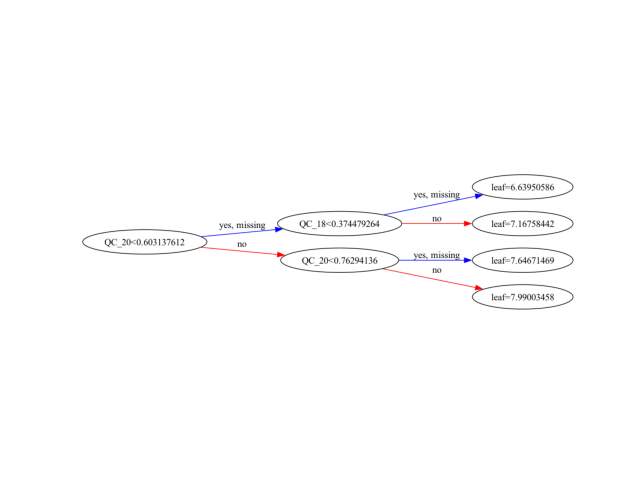 leaf=6.63950586
yes, missing
QC_18<0.374479264
no
leaf=7.16758442
yes, missing
QC_20<0.603137612
no
QC_20<0.76294136
yes, missing
leaf=7.64671469
no
leaf=7.99003458